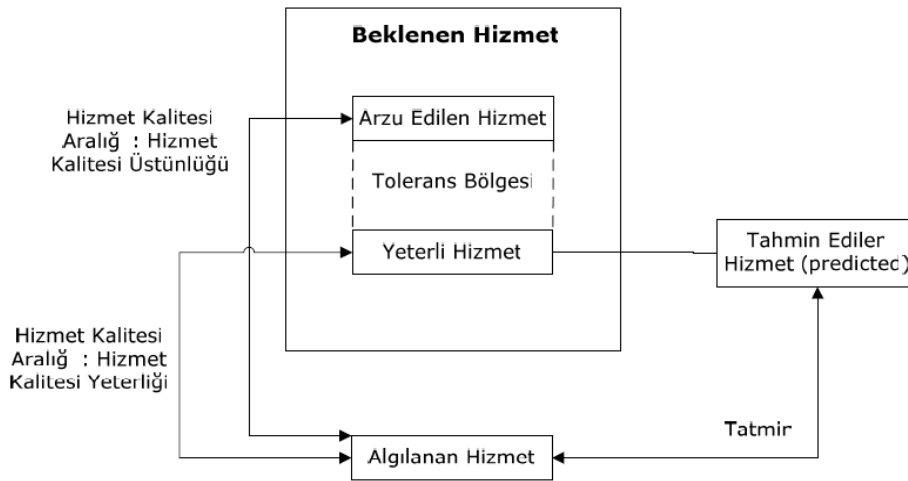 Beklenen Hizmet
Hizmet Kalitesi
Aralığ : Hizmet
Kalitesi Üstünlüğü
Arzu Edilen Hizmet
Tolerans Bölgesi
Yeterli Hizmet
Tahmin Ediler
Hizmet (predicted)
Hizmet Kalitesi
Aralığ : Hizmet
Kalitesi Yeterliği
Tatmir
Algılanan Hizmet